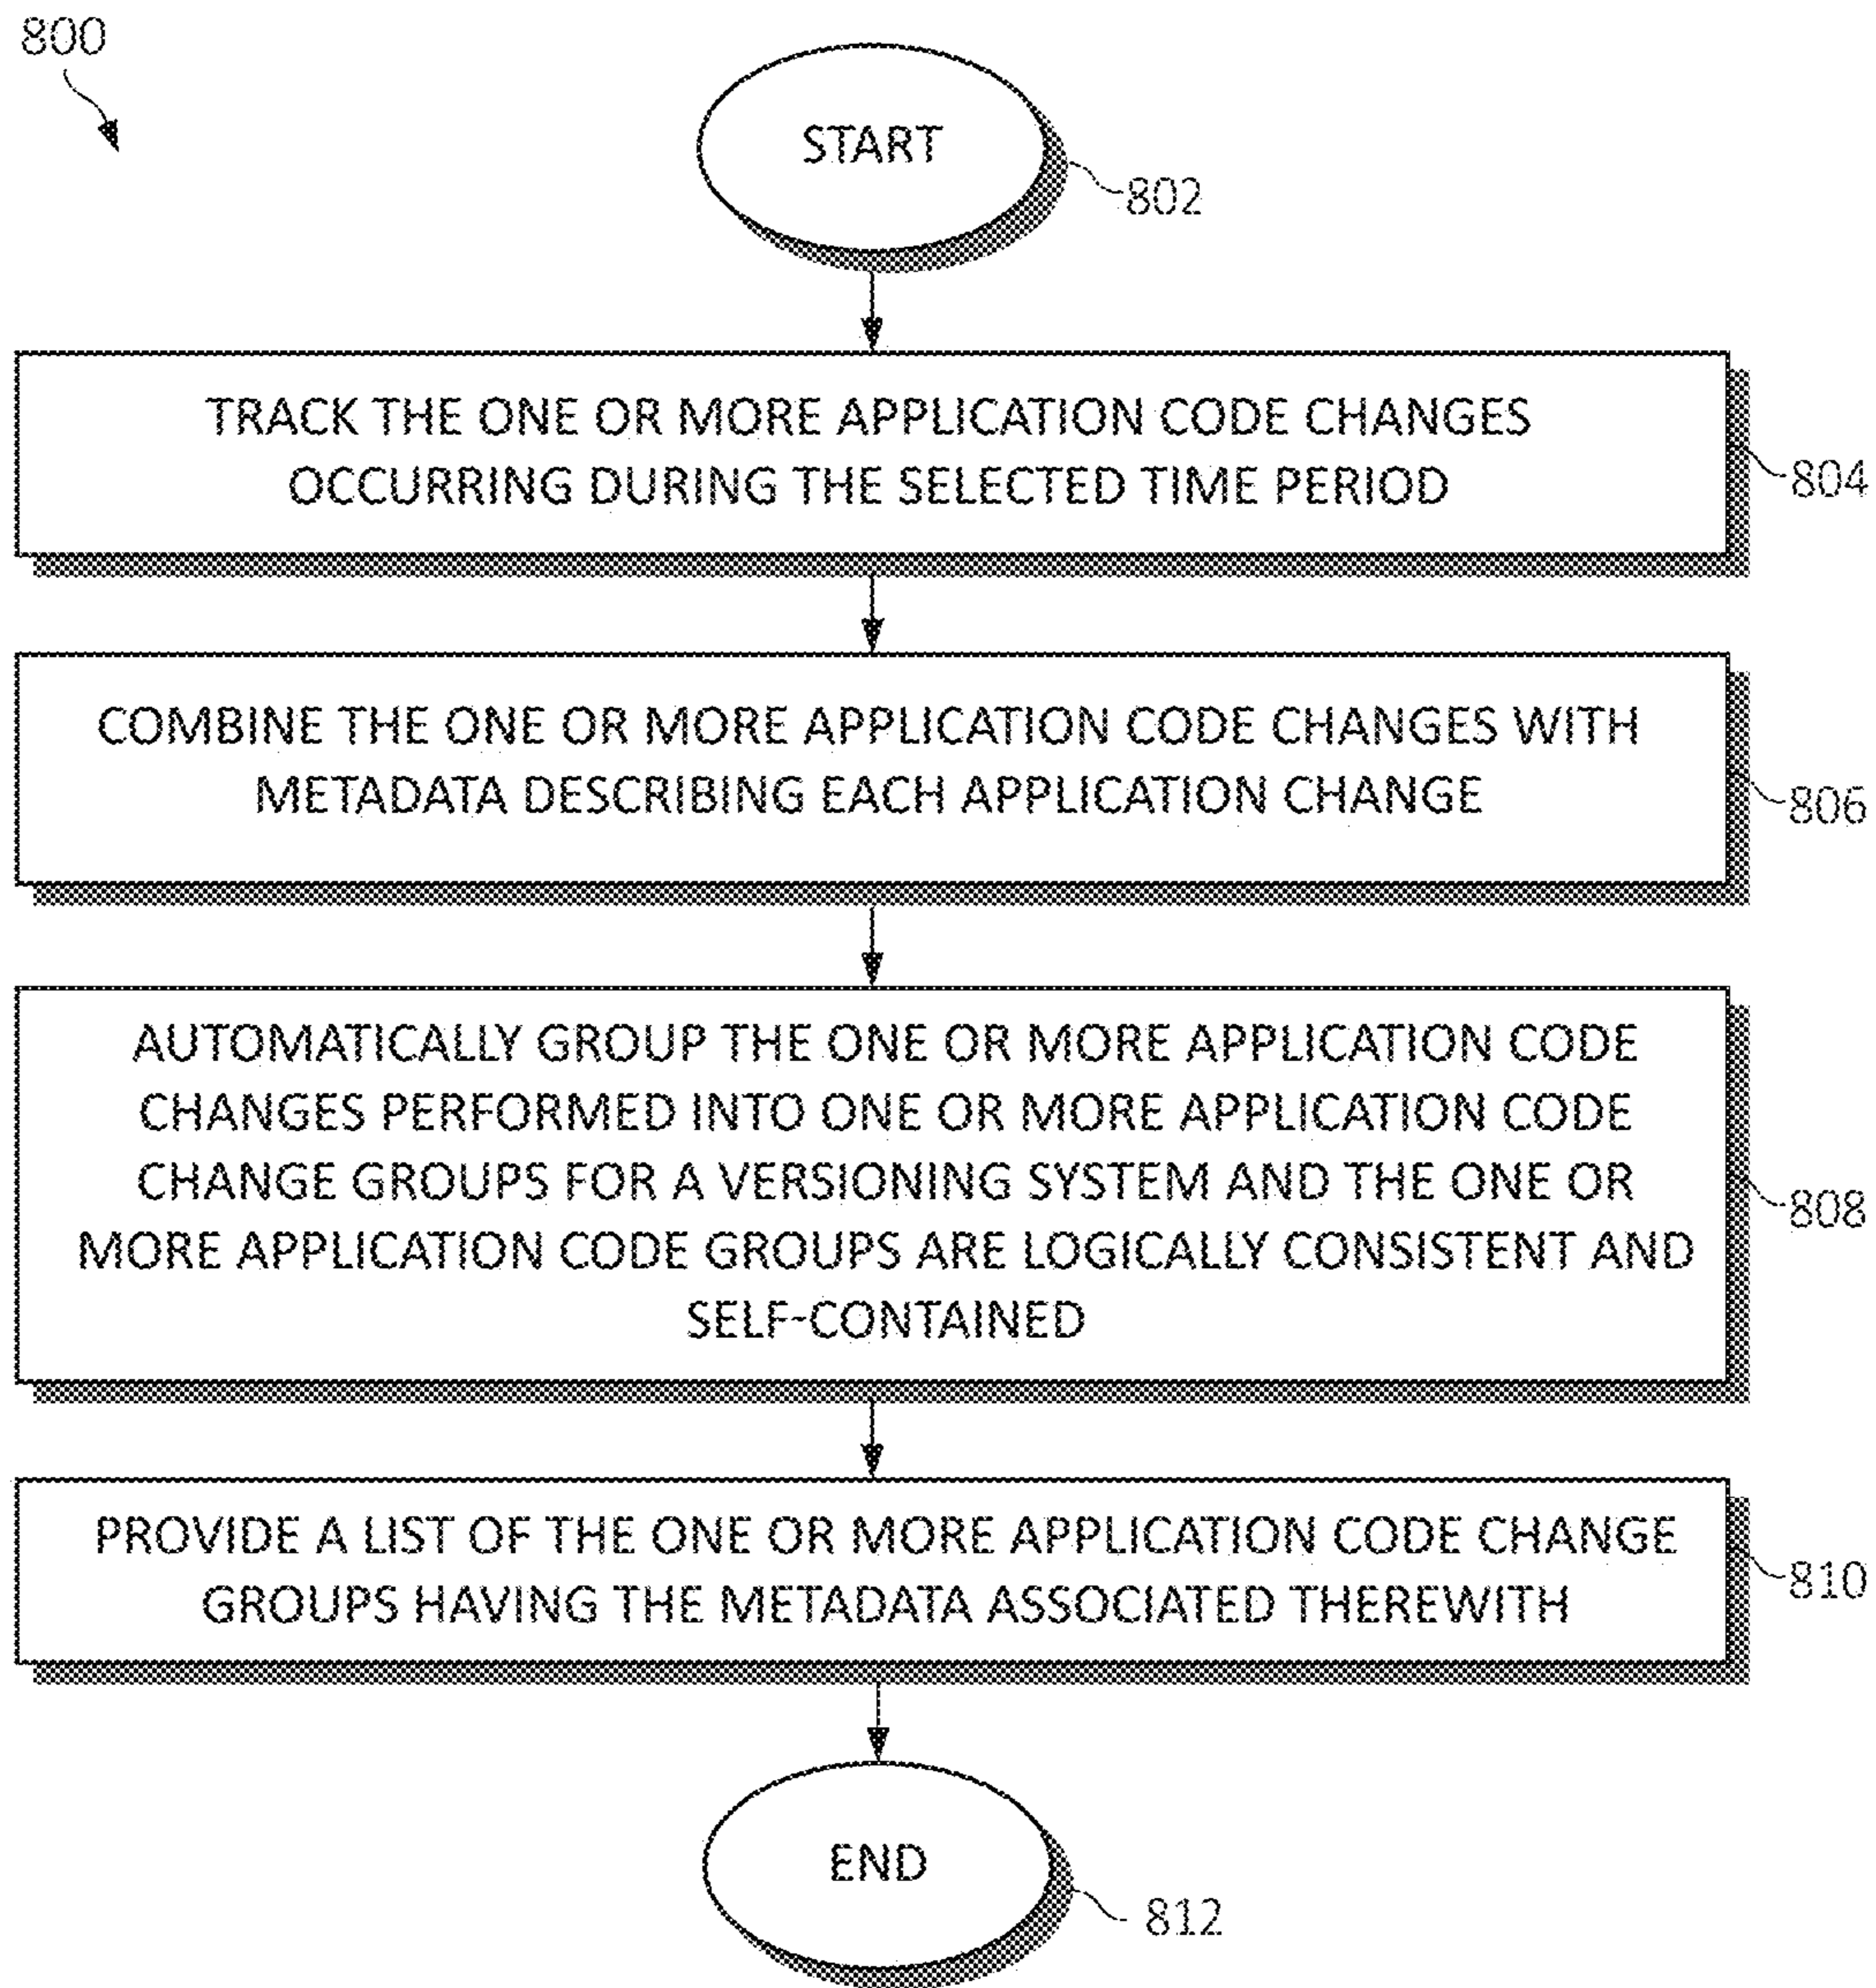 800
START
802
TRACK THE ONE OR MORE APPLICATION CODE CHANGES
OCCURRING DURING THE SELECTED TIME PERIOD
804
COMBINE THE ONE OR MORE APPLICATION CODE CHANGES WITH
METADATA DESCRIBING EACH APPLICATION CHANGE
806
AUTOMATICALLY GROUP THE ONE OR MORE APPLICATION CODE
CHANGES PERFORMED INTO ONE OR MORE APPLICATION CODE
CHANGE GROUPS FOR A VERSIONING SYSTEM AND THE ONE OR
MORE APPLICATION CODE GROUPS ARE LOGICALLY CONSISTENT AND
SELF-CONTAINED
808
PROVIDE A LIST OF THE ONE OR MORE APPLICATION CODE CHANGE
GROUPS HAVING THE METADATA ASSOCIATED THEREWITH
810
END
812